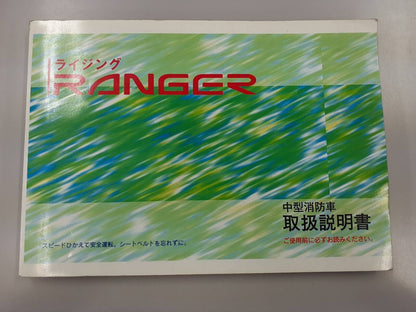 ライジング
RANGER
中型消防車
取扱説明書
ご使用前に必ずお読みください。
スピードひかえて安全運転、シートベルトを忘れずに。